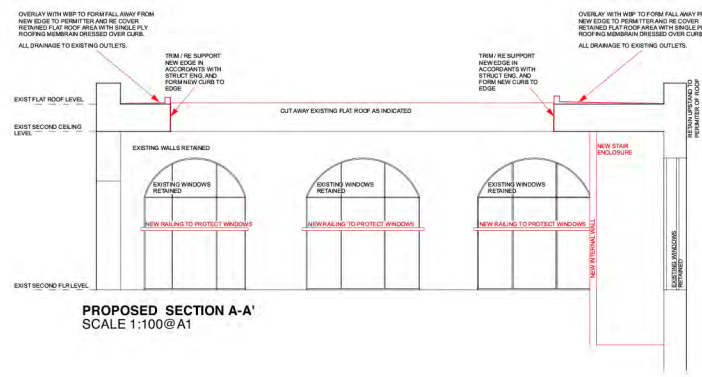 OVERLAY WITH WBP TO FORM FALL AWAY FROM
NEW EDGE TO PERMITTER AND RE COVER
RETAINED FLAT ROOF AREA WITH SINGLE PLY
ROOFING MEMBRAIN DRESSED OVER CURB.
ALL DRAINAGE TO EXISTING OUTLETS.
OVERLAY WITH WBP TO FORM FALL AWAY FR
NEW EDGE TO PERMITTER AND RE COVER
RETAINED FLAT ROOF AREA WITH SINGLE PL
ROOFING MEMBRAIN DRESSED OVER CURB
ALL DRAINAGE TO EXISTING OUTLETS.
TRIM / RE SUPPORT
NEW EDGE IN
ACCORDANTS WITH
STRUCT ENG. AND
FORM NEW CURB TO
EDGE
TRIM / RE SUPPORT
NEW EDGE IN
ACCORDANTS WITH
STRUCT ENG. AND
FORM NEW CURB TO
EDGE
EXIST FLAT ROOF LEVEL
CUT AWAY EXISTING FLAT ROOF AS INDICATED
RETAIN UPSTAND TO
PERIMITER OF ROOF
EXIST SECOND CEILING
LEVEL
EXISTING WALLS RETAINED
NEW STAIR
ENCLOSURE
EXISTING WINDOWS
RETAINED
EXISTING WINDOWS
RETAINED
EXISTING WINDOWS
RETAINED
NEW RAILING TO PROTECT WINDOWS
NEW RAILING TO PROTECT WINDOWS
NEW RAILING TO PROTECT WINDOWS
NEW INTERNAL WALL
EXISTING WINDOWS
RETAINED
EXIST SECOND FLR LEVEL
PROPOSED SECTION A-A'
SCALE 1:100@A1